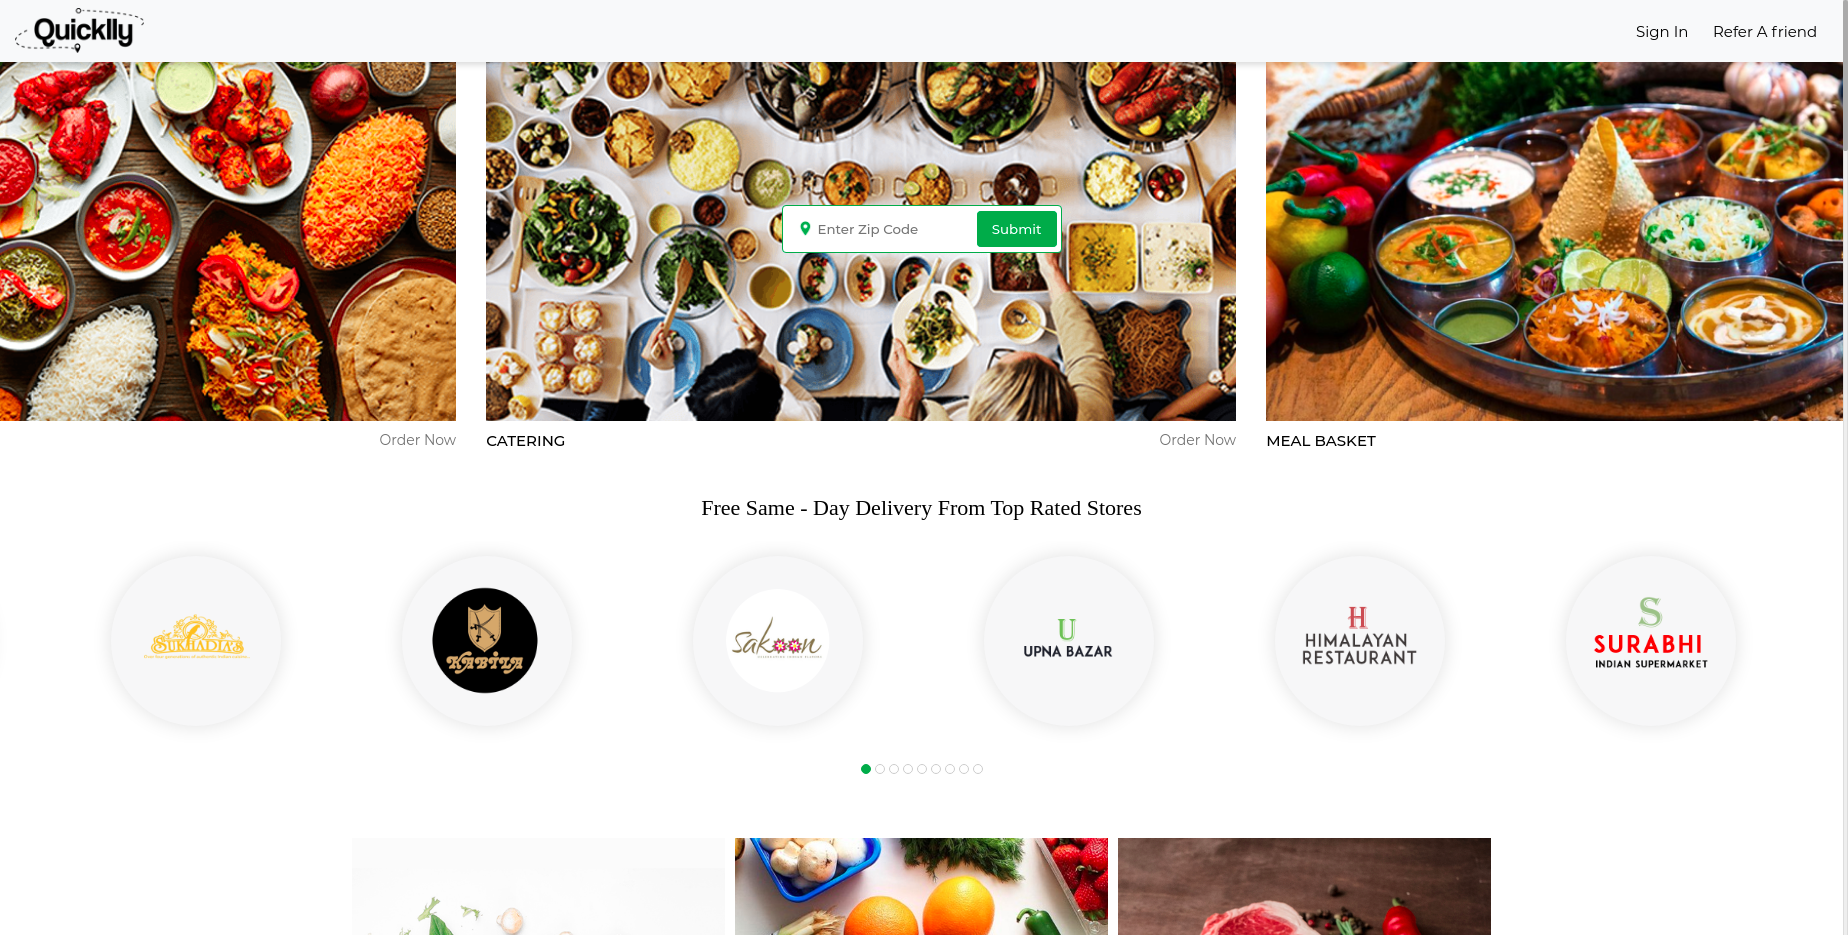 Quicklly
Sign In
Refer A friend
Enter Zip Code
Submit
Order Now
CATERING
Order Now
MEAL BASKET
Free Same - Day Delivery From Top Rated Stores
SUKHADIA'S
KABILA
sakoon
U
UPNA BAZAR
H
HIMALAYAN
RESTAURANT
S
SURABHI
INDIAN SUPERMARKET